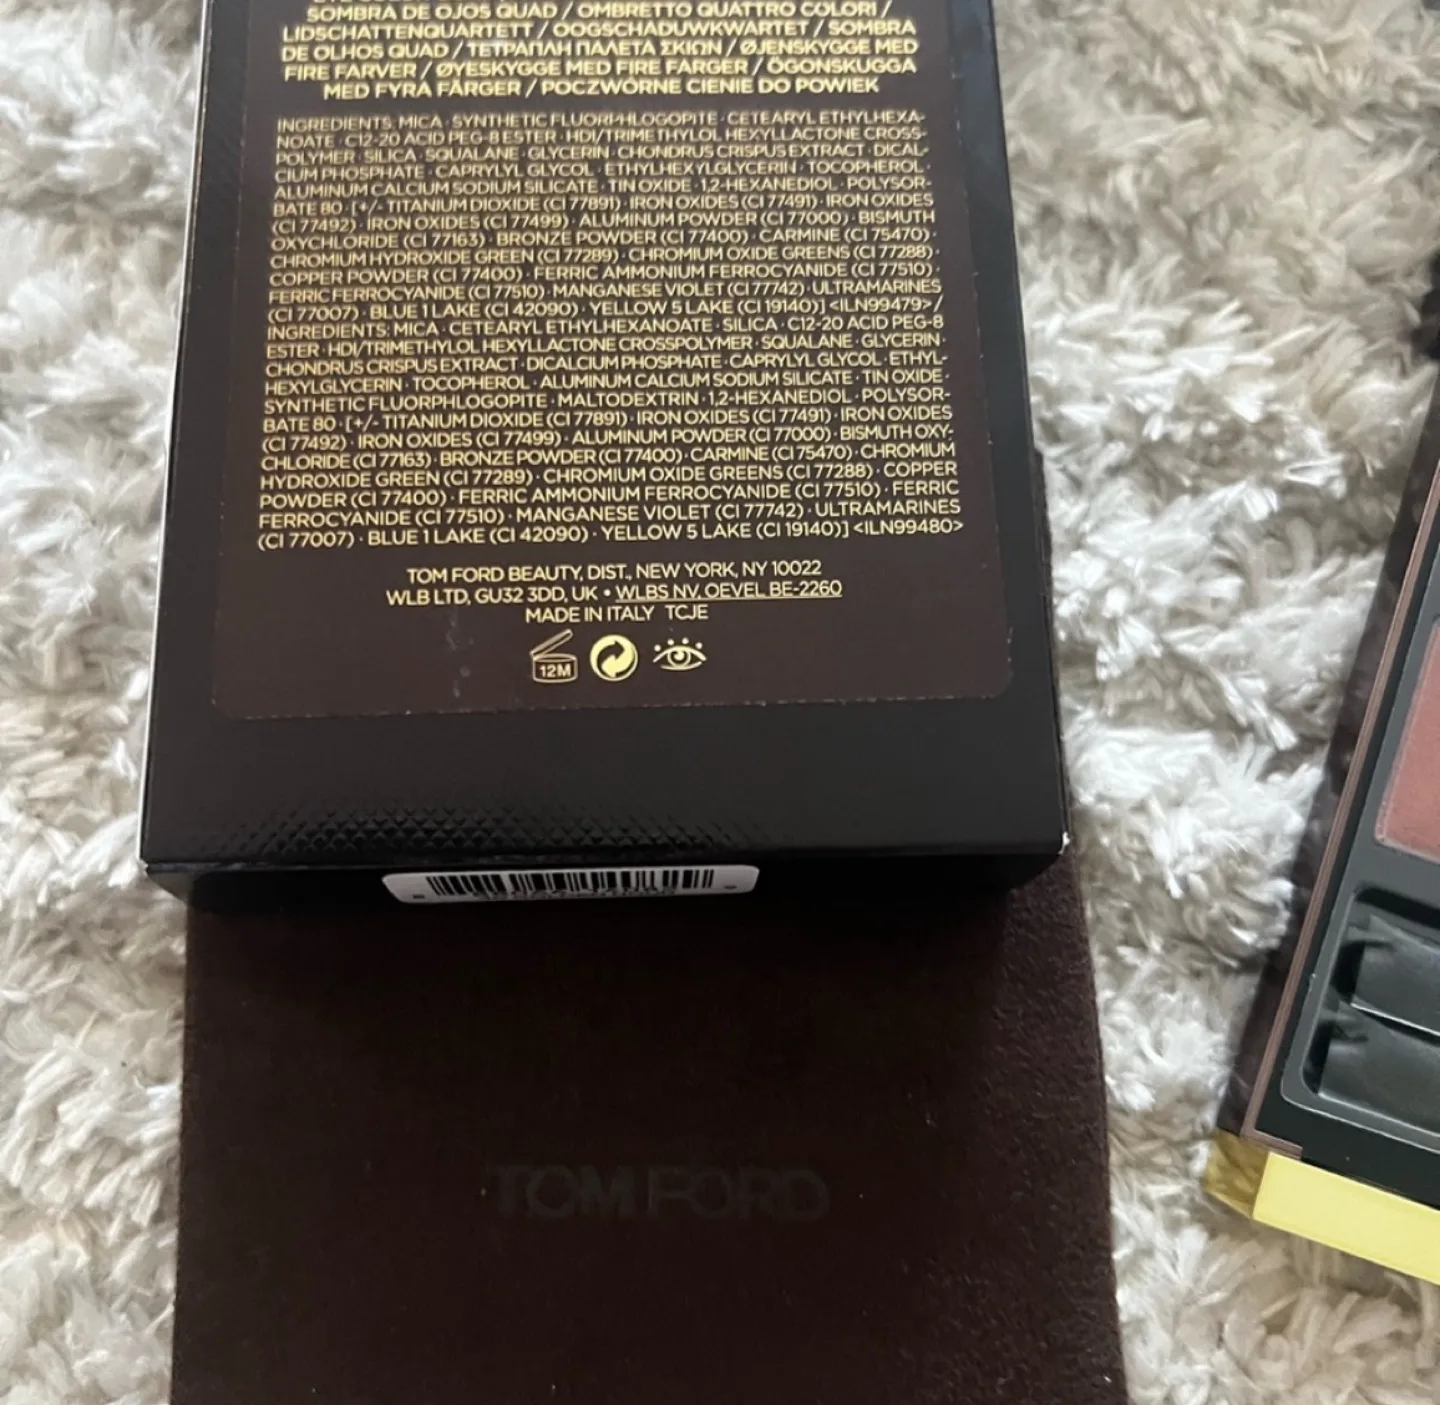 SOMBRA DE OJOS QUAD / OMBRETTO QUATTRO COLORI /
LIDSCHATTENQUARTETT / OOGSCHADUWKWARTET / SOMBRA
DE OLHOS QUAD / ΤΕΤΡΑΠΛΗ ΠΑΛΕΤΑ ΣΚΙΩΝ / ØJENSKYGGE MED
FIRE FARVER / ØYESKYGGE MED FIRE FARGER / ÖGONSKUGGA
MED FYRA FÄRGER / POCZWÓRNE CIENIE DO POWIEK
INGREDIENTS: MICA · SYNTHETIC FLUORPHLOGOPITE · CETEARYL ETHYLHEXA-
NOATE · C12-20 ACID PEG-8 ESTER · HDI/TRIMETHYLOL HEXYLLACTONE CROSS-
POLYMER · SILICA · SQUALANE · GLYCERIN · CHONDRUS CRISPUS EXTRACT · DICAL-
CIUM PHOSPHATE · CAPRYLYL GLYCOL · ETHYLHEXYLGLYCERIN · TOCOPHEROL ·
ALUMINUM CALCIUM SODIUM SILICATE · TIN OXIDE · 1,2-HEXANEDIOL · POLYSOR-
BATE 80 · [+/- TITANIUM DIOXIDE (CI 77891) · IRON OXIDES (CI 77491) · IRON OXIDES
(CI 77492) · IRON OXIDES (CI 77499) · ALUMINUM POWDER (CI 77000) · BISMUTH
OXYCHLORIDE (CI 77163) · BRONZE POWDER (CI 77400) · CARMINE (CI 75470) ·
CHROMIUM HYDROXIDE GREEN (CI 77289) · CHROMIUM OXIDE GREENS (CI 77288) ·
COPPER POWDER (CI 77400) · FERRIC AMMONIUM FERROCYANIDE (CI 77510) ·
FERRIC FERROCYANIDE (CI 77510) · MANGANESE VIOLET (CI 77742) · ULTRAMARINES
(CI 77007) · BLUE 1 LAKE (CI 42090) · YELLOW 5 LAKE (CI 19140)] <ILN99479> /
INGREDIENTS: MICA · CETEARYL ETHYLHEXANOATE · SILICA · C12-20 ACID PEG-8
ESTER · HDI/TRIMETHYLOL HEXYLLACTONE CROSSPOLYMER · SQUALANE · GLYCERIN ·
CHONDRUS CRISPUS EXTRACT · DICALCIUM PHOSPHATE · CAPRYLYL GLYCOL · ETHYL-
HEXYLGLYCERIN · TOCOPHEROL · ALUMINUM CALCIUM SODIUM SILICATE · TIN OXIDE ·
SYNTHETIC FLUORPHLOGOPITE · MALTODEXTRIN · 1,2-HEXANEDIOL · POLYSOR-
BATE 80 · [+/- TITANIUM DIOXIDE (CI 77891) · IRON OXIDES (CI 77491) · IRON OXIDES
(CI 77492) · IRON OXIDES (CI 77499) · ALUMINUM POWDER (CI 77000) · BISMUTH OXY-
CHLORIDE (CI 77163) · BRONZE POWDER (CI 77400) · CARMINE (CI 75470) · CHROMIUM
HYDROXIDE GREEN (CI 77289) · CHROMIUM OXIDE GREENS (CI 77288) · COPPER
POWDER (CI 77400) · FERRIC AMMONIUM FERROCYANIDE (CI 77510) · FERRIC
FERROCYANIDE (CI 77510) · MANGANESE VIOLET (CI 77742) · ULTRAMARINES
(CI 77007) · BLUE 1 LAKE (CI 42090) · YELLOW 5 LAKE (CI 19140)] <ILN99480>
TOM FORD BEAUTY, DIST., NEW YORK, NY 10022
WLB LTD, GU32 3DD, UK • WLBS NV. OEVEL BE-2260
MADE IN ITALY TCJE
12M
TOM FORD